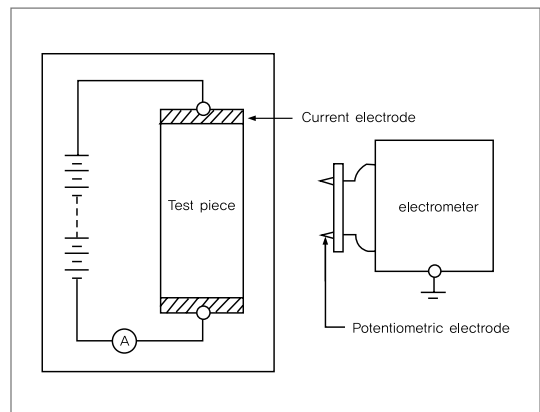 Current electrode
Test piece
electrometer
A
Potentiometric electrode